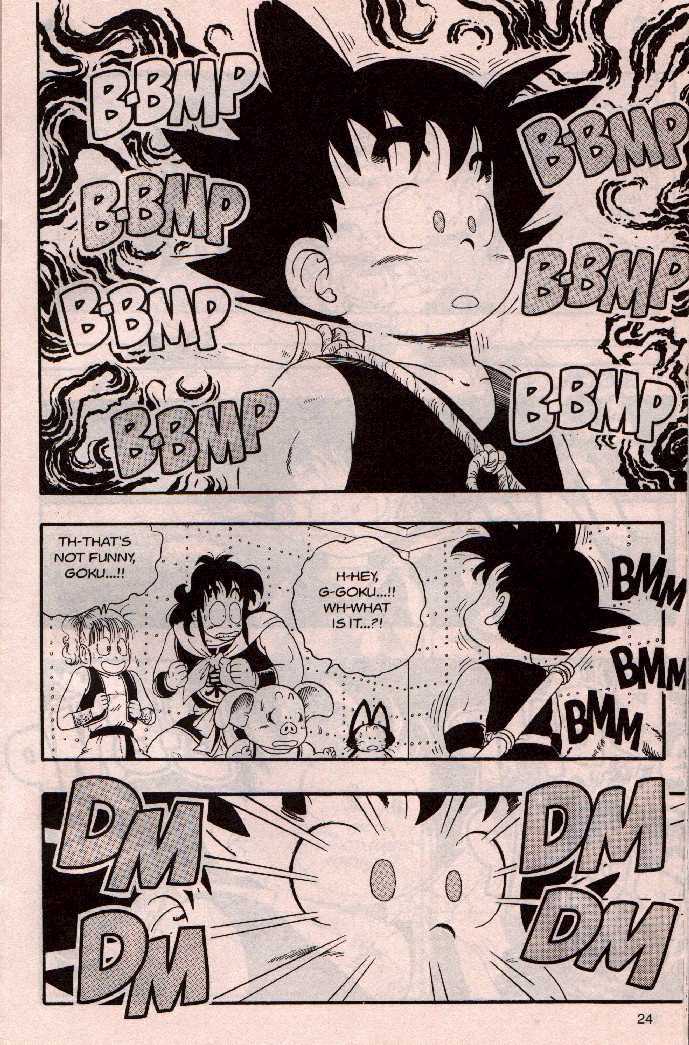 B-BMP
B-BMP
B-BMP
B-BMP
B-BMP
B-BMP
B-BMP
TH-THAT'S
NOT FUNNY,
GOKU...!!
H-HEY,
G-GOKU...!!
WH-WHAT
IS IT...?!
BMM
BMM
BMM
DM
DM
DM
DM
24